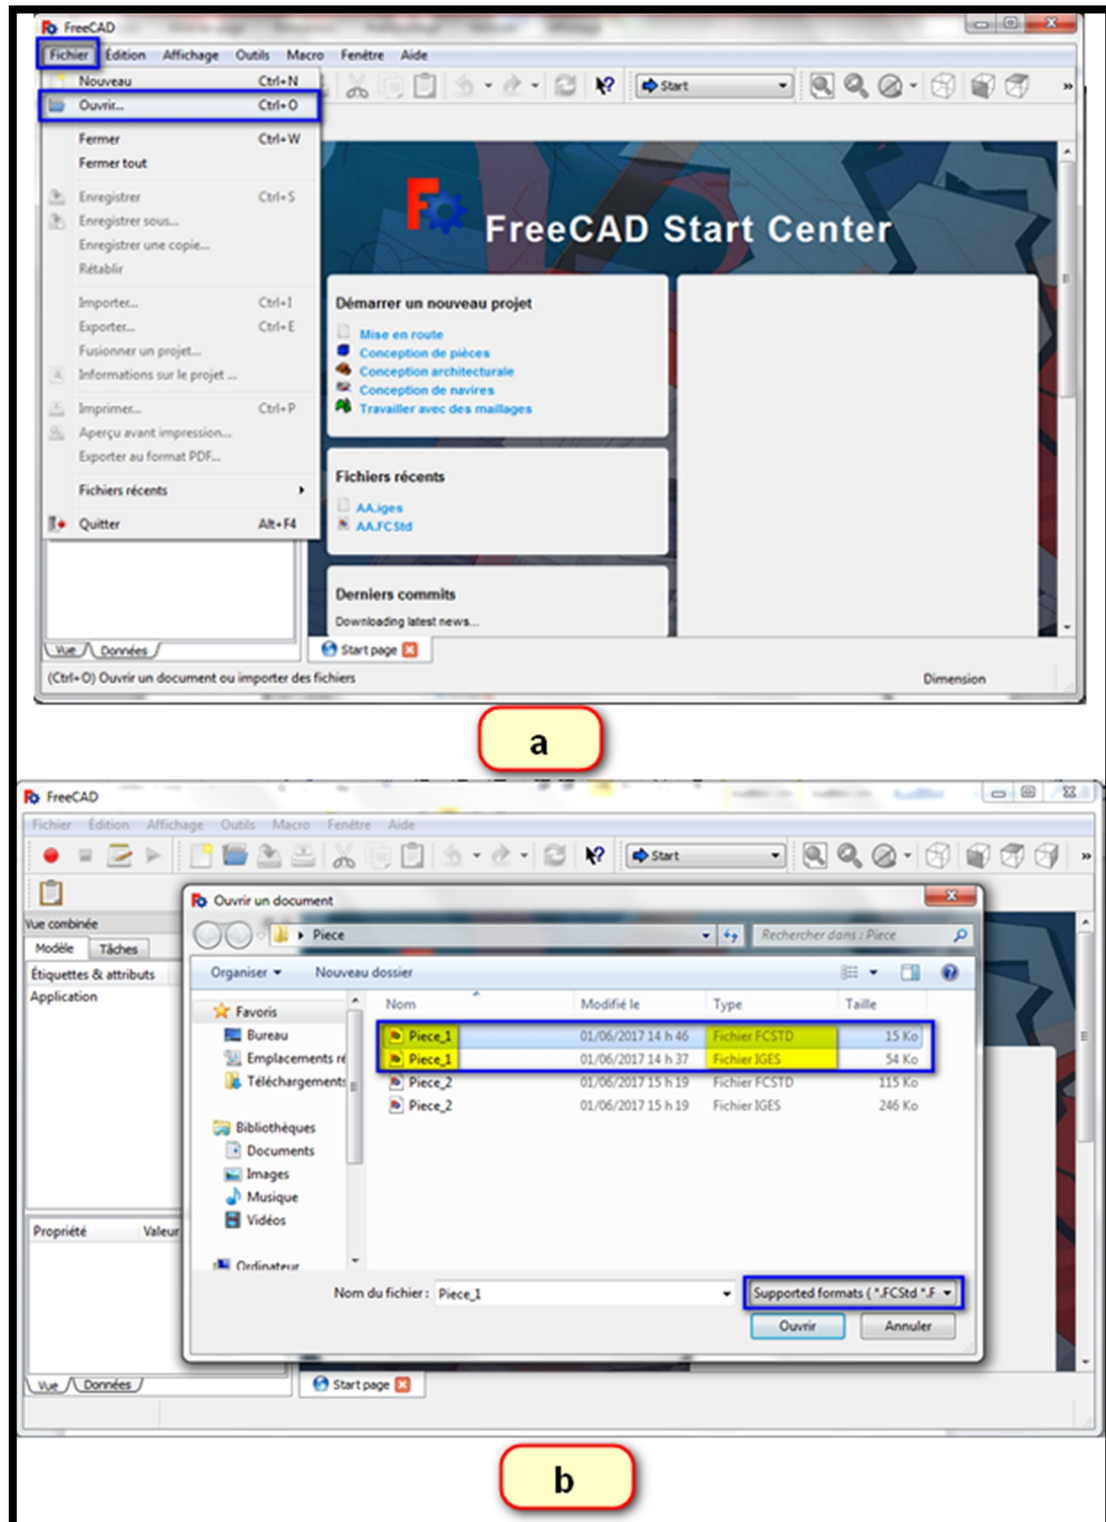 FreeCAD
Fichier Édition Affichage Outils Macro Fenêtre Aide
Nouveau Ctrl+N
Start
Ouvrir... Ctrl+O
Fermer Ctrl+W
Fermer tout
Enregistrer Ctrl+S
Enregistrer sous...
Enregistrer une copie...
Rétablir
Importer... Ctrl+I
Exporter... Ctrl+E
Fusionner un projet...
Informations sur le projet ...
Imprimer... Ctrl+P
Aperçu avant impression...
Exporter au format PDF...
Fichiers récents
Quitter Alt+F4
FreeCAD Start Center
Démarrer un nouveau projet
Mise en route
Conception de pièces
Conception architecturale
Conception de navires
Travailler avec des maillages
Fichiers récents
AA.iges
AA.FCStd
Derniers commits
Downloading latest news...
Vue Données
Start page
(Ctrl+O) Ouvrir un document ou importer des fichiers Dimension
a
FreeCAD
Fichier Édition Affichage Outils Macro Fenêtre Aide
Start
Ouvrir un document
Vue combinée
Piece Rechercher dans : Piece
Modèle Tâches
Organiser Nouveau dossier
Étiquettes & attributs
Application
Nom Modifié le Type Taille
Favoris
Bureau
Emplacements ré
Téléchargements
Bibliothèques
Documents
Images
Musique
Vidéos
Ordinateur
Piece_1 01/06/2017 14 h 46 Fichier FCSTD 15 Ko
Piece_1 01/06/2017 14 h 37 Fichier IGES 54 Ko
Piece_2 01/06/2017 15 h 19 Fichier FCSTD 115 Ko
Piece_2 01/06/2017 15 h 19 Fichier IGES 246 Ko
Propriété Valeur
Nom du fichier : Piece_1 Supported formats ( *.FCStd *.F
Ouvrir Annuler
Vue Données
Start page
b